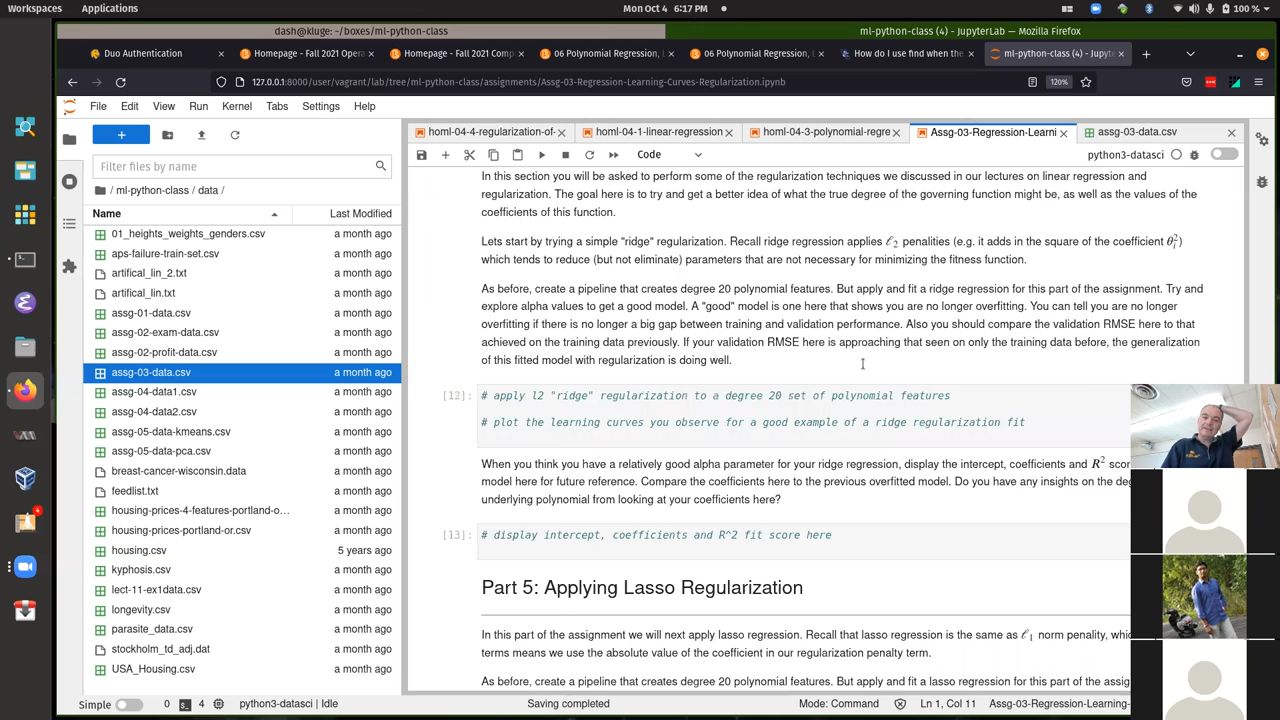 Workspaces
Applications
Mon Oct 4 6:17 PM
100 %
dash@kluge: ~/boxes/ml-python-class
ml-python-class (4) - JupyterLab — Mozilla Firefox
Duo Authentication
Homepage - Fall 2021 Opera
Homepage - Fall 2021 Comp
06 Polynomial Regression, L
06 Polynomial Regression, L
How do I use find when the
ml-python-class (4) - Jupyte
127.0.0.1:8000/user/vagrant/lab/tree/ml-python-class/assignments/Assg-03-Regression-Learning-Curves-Regularization.ipynb
120%
File Edit View Run Kernel Tabs Settings Help
homl-04-4-regularization-of-
homl-04-1-linear-regression
homl-04-3-polynomial-regre
Assg-03-Regression-Learni
assg-03-data.csv
Code
python3-datasci
Filter files by name
/ ml-python-class / data /
Name
Last Modified
01_heights_weights_genders.csv a month ago
aps-failure-train-set.csv a month ago
artifical_lin_2.txt a month ago
artifical_lin.txt a month ago
assg-01-data.csv a month ago
assg-02-exam-data.csv a month ago
assg-02-profit-data.csv a month ago
assg-03-data.csv a month ago
assg-04-data1.csv a month ago
assg-04-data2.csv a month ago
assg-05-data-kmeans.csv a month ago
assg-05-data-pca.csv a month ago
breast-cancer-wisconsin.data a month ago
feedlist.txt a month ago
housing-prices-4-features-portland-o... a month ago
housing-prices-portland-or.csv a month ago
housing.csv 5 years ago
kyphosis.csv a month ago
lect-11-ex1data.csv a month ago
longevity.csv a month ago
parasite_data.csv a month ago
stockholm_td_adj.dat a month ago
USA_Housing.csv a month ago
In this section you will be asked to perform some of the regularization techniques we discussed in our lectures on linear regression and
regularization. The goal here is to try and get a better idea of what the true degree of the governing function might be, as well as the values of the
coefficients of this function.
Lets start by trying a simple "ridge" regularization. Recall ridge regression applies ℓ₂ penalities (e.g. it adds in the square of the coefficient θᵢ²)
which tends to reduce (but not eliminate) parameters that are not necessary for minimizing the fitness function.
As before, create a pipeline that creates degree 20 polynomial features. But apply and fit a ridge regression for this part of the assignment. Try and
explore alpha values to get a good model. A "good" model is one here that shows you are no longer overfitting. You can tell you are no longer
overfitting if there is no longer a big gap between training and validation performance. Also you should compare the validation RMSE here to that
achieved on the training data previously. If your validation RMSE here is approaching that seen on only the training data before, the generalization
of this fitted model with regularization is doing well.
[12]: # apply l2 "ridge" regularization to a degree 20 set of polynomial features
# plot the learning curves you observe for a good example of a ridge regularization fit
When you think you have a relatively good alpha parameter for your ridge regression, display the intercept, coefficients and R² scor
model here for future reference. Compare the coefficients here to the previous overfitted model. Do you have any insights on the deg
underlying polynomial from looking at your coefficients here?
[13]: # display intercept, coefficients and R^2 fit score here
Part 5: Applying Lasso Regularization
In this part of the assignment we will next apply lasso regression. Recall that lasso regression is the same as ℓ₁ norm penality, whic
terms means we use the absolute value of the coefficient in our regularization penalty term.
As before, create a pipeline that creates degree 20 polynomial features. But apply and fit a lasso regression for this part of the assig
Simple
0
4
python3-datasci | Idle
Saving completed
Mode: Command
Ln 1, Col 11
Assg-03-Regression-Learning-